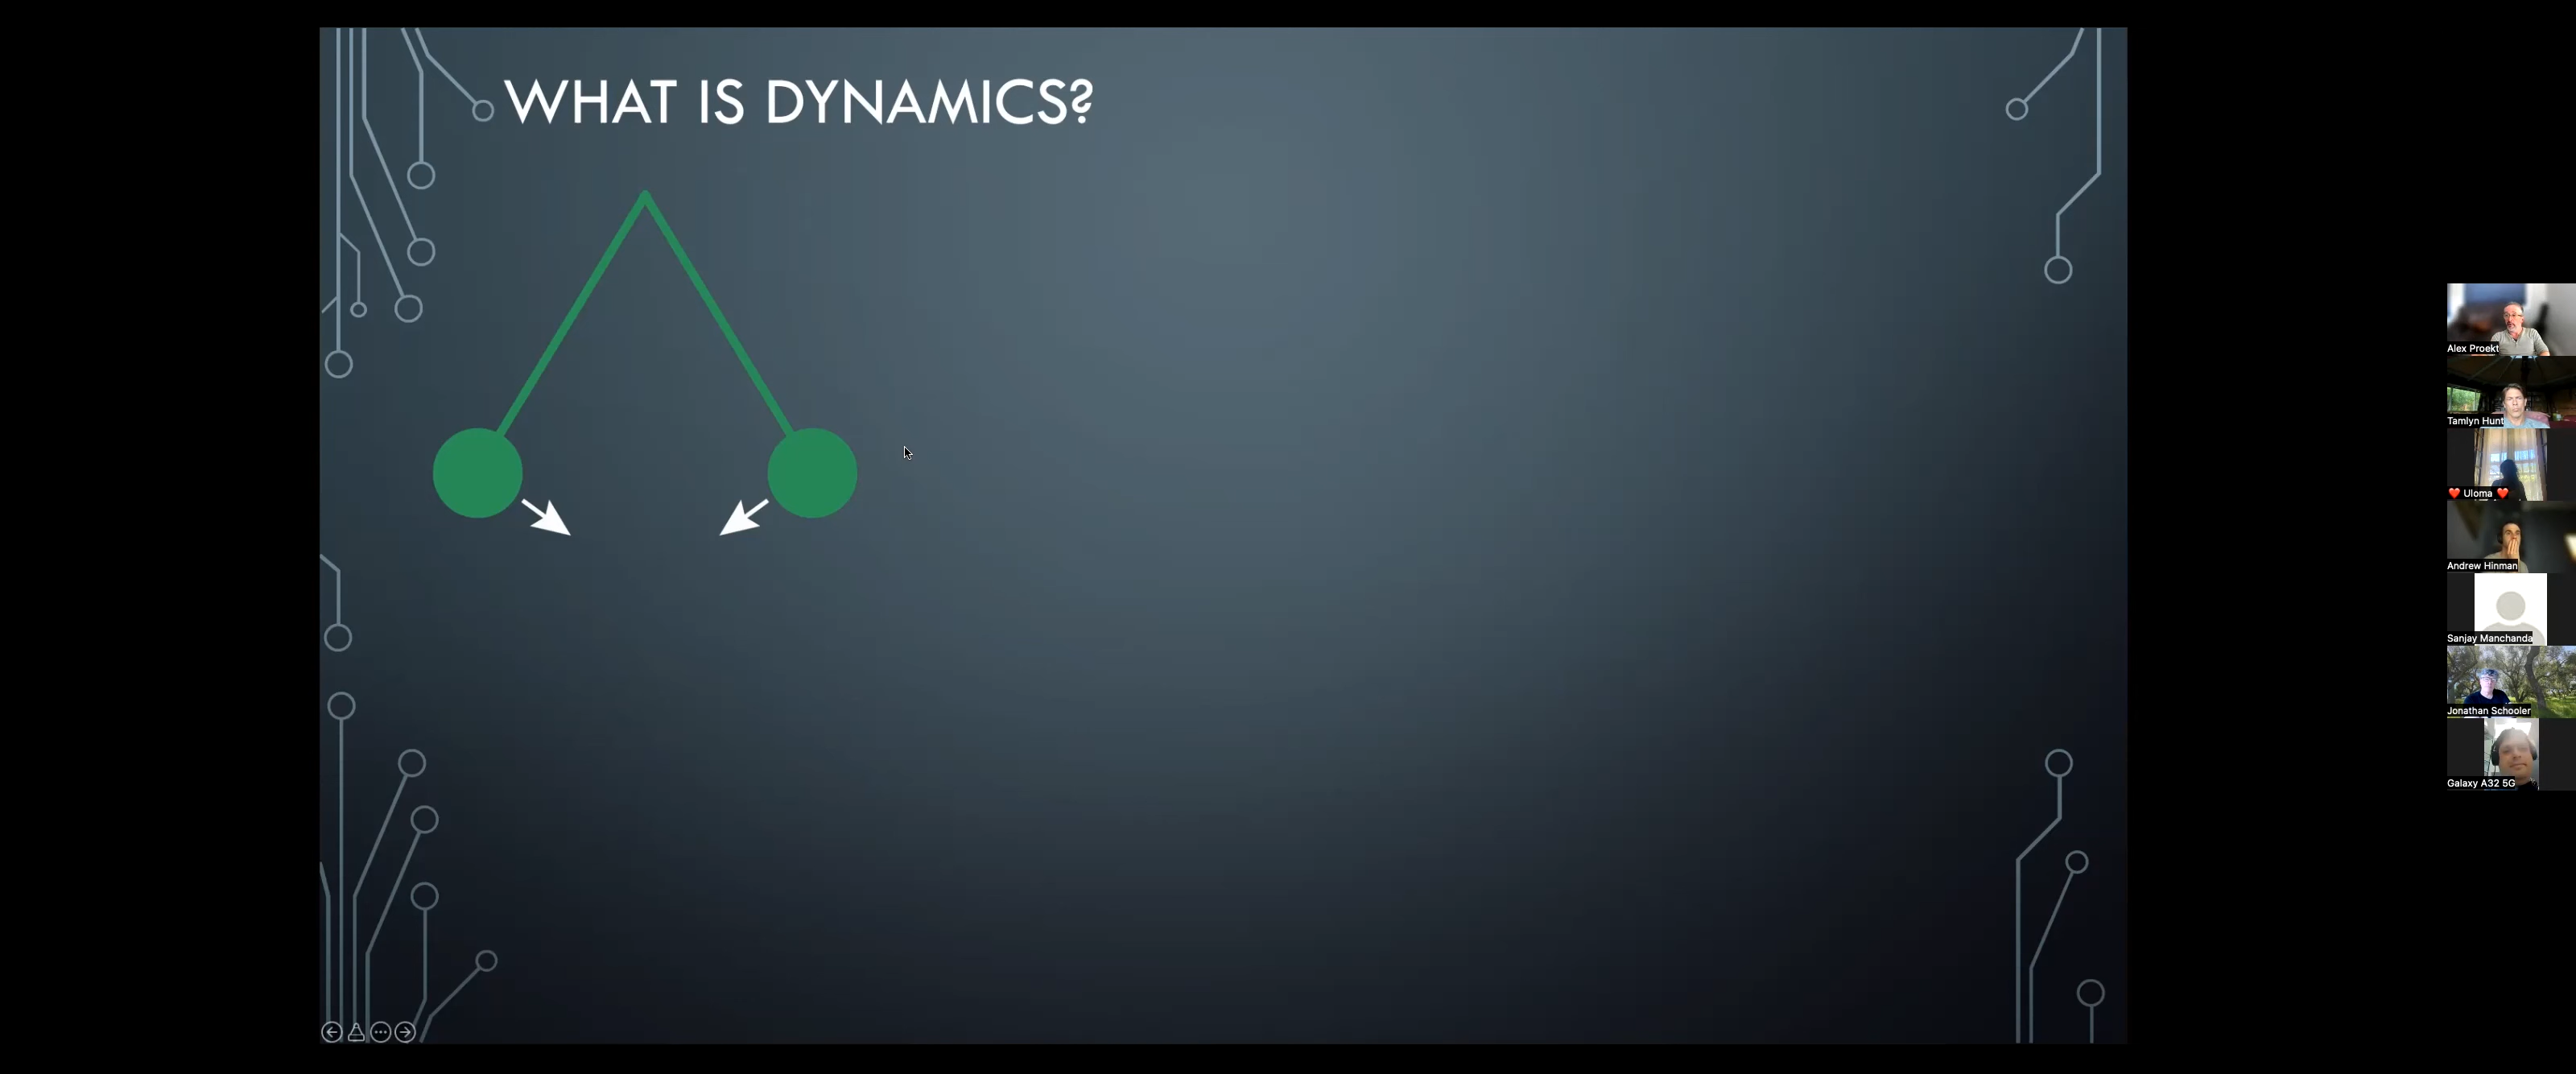 WHAT IS DYNAMICS?
Alex Proekt
Tamlyn Hunt
❤️ Uloma ❤️
Andrew Hinman
Sanjay Manchanda
Jonathan Schooler
Galaxy A32 5G